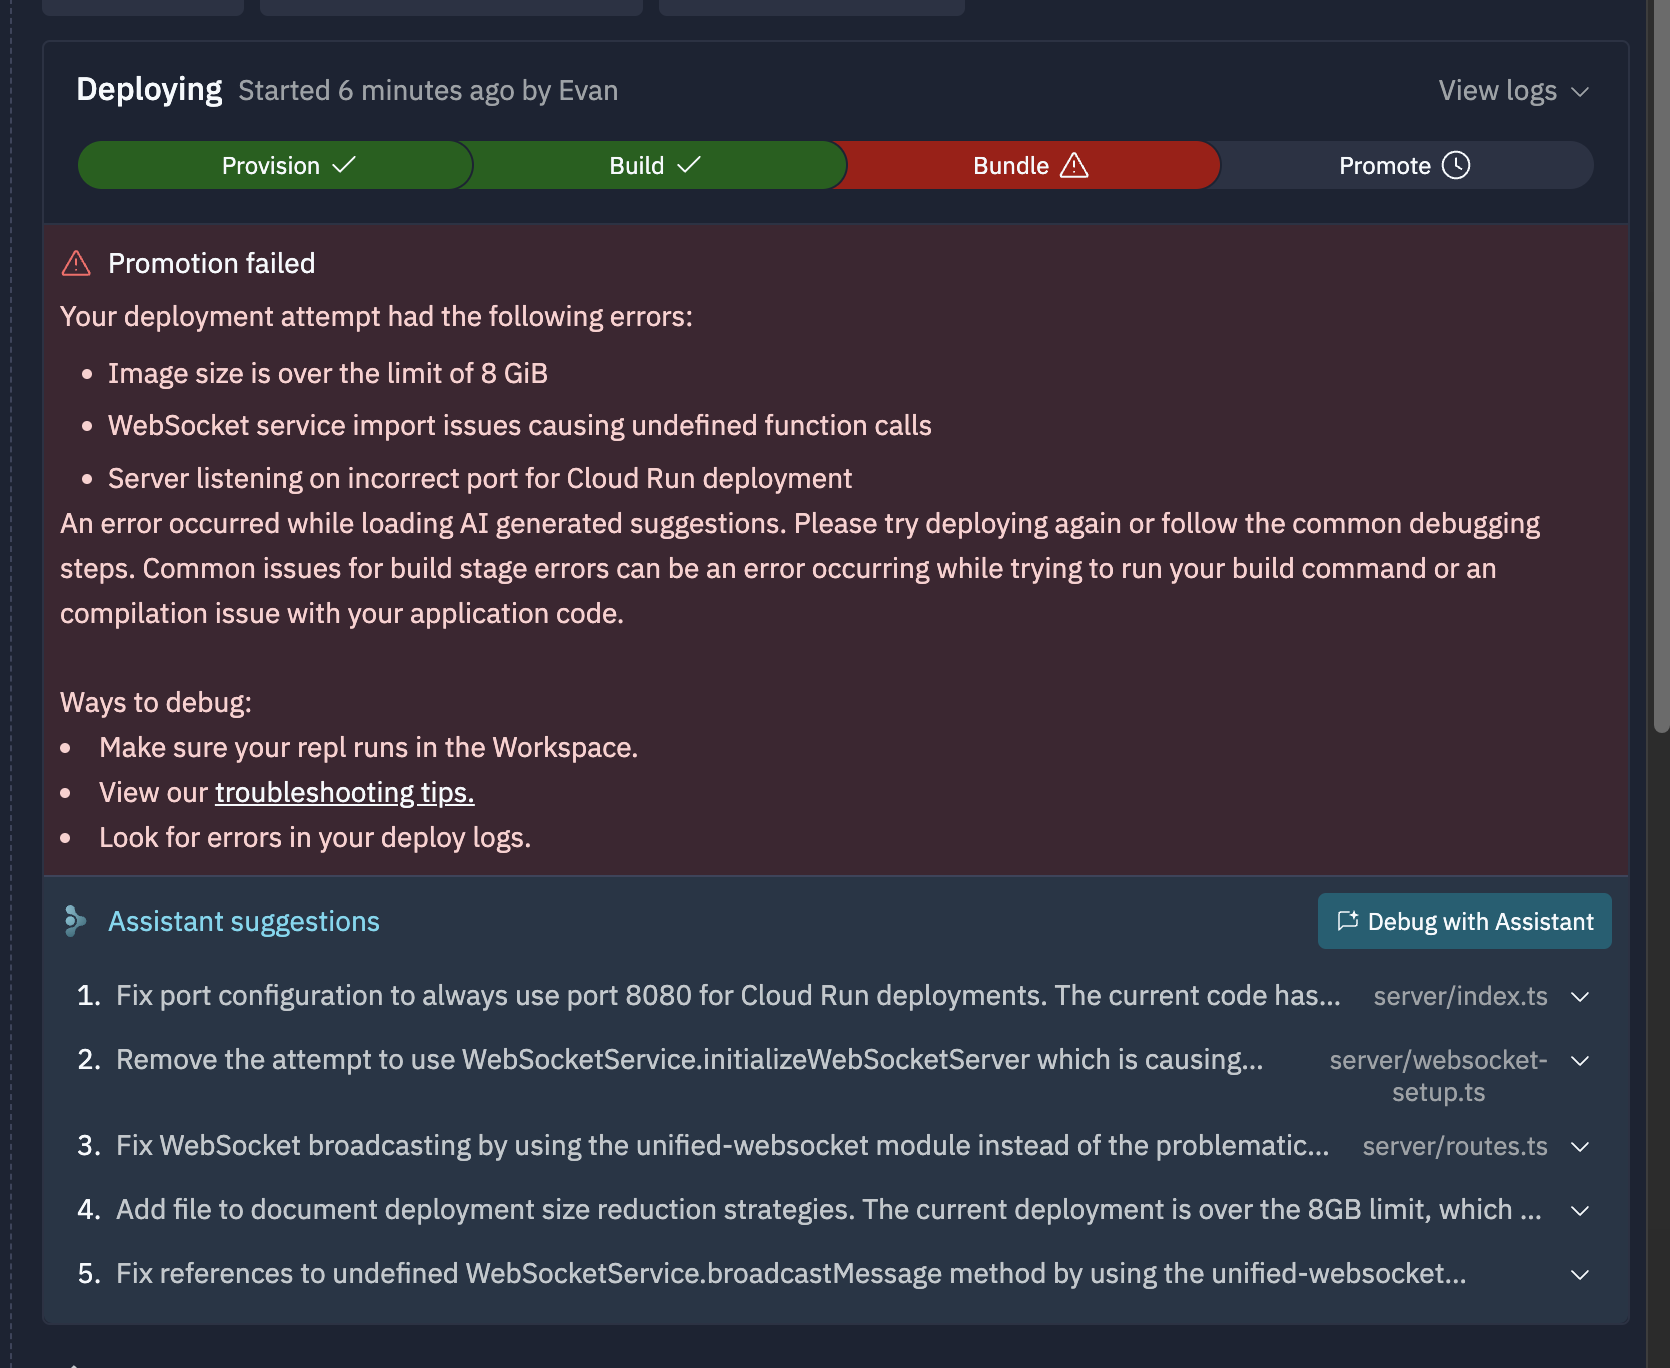 Deploying Started 6 minutes ago by Evan
View logs
Provision
Build
Bundle
Promote
Promotion failed
Your deployment attempt had the following errors:
• Image size is over the limit of 8 GiB
• WebSocket service import issues causing undefined function calls
• Server listening on incorrect port for Cloud Run deployment
An error occurred while loading AI generated suggestions. Please try deploying again or follow the common debugging
steps. Common issues for build stage errors can be an error occurring while trying to run your build command or an
compilation issue with your application code.
Ways to debug:
• Make sure your repl runs in the Workspace.
• View our troubleshooting tips.
• Look for errors in your deploy logs.
Assistant suggestions
Debug with Assistant
1. Fix port configuration to always use port 8080 for Cloud Run deployments. The current code has... server/index.ts
2. Remove the attempt to use WebSocketService.initializeWebSocketServer which is causing... server/websocket-
setup.ts
3. Fix WebSocket broadcasting by using the unified-websocket module instead of the problematic... server/routes.ts
4. Add file to document deployment size reduction strategies. The current deployment is over the 8GB limit, which ...
5. Fix references to undefined WebSocketService.broadcastMessage method by using the unified-websocket...